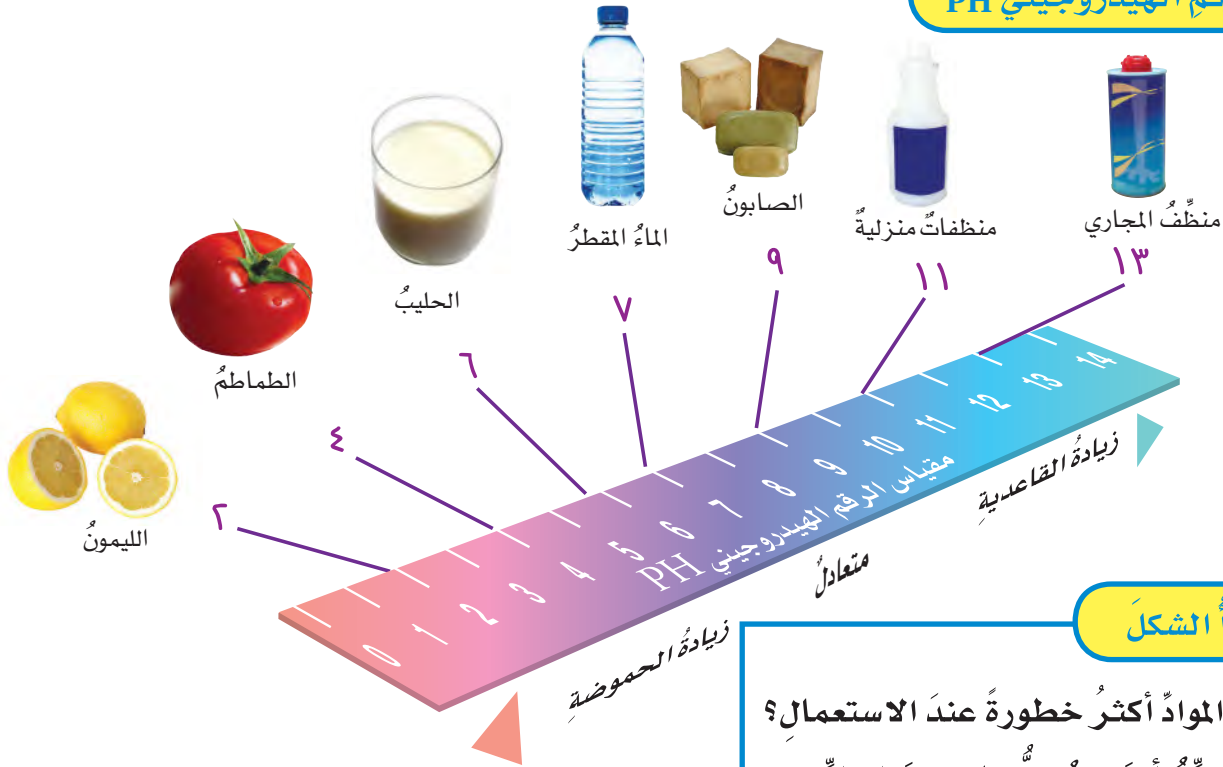 الهيدروجيني PH
منظِّفُ المجاري
منظفاتٌ منزليةٌ
الصابونُ
الماءُ المقطرُ
الحليبُ
الطماطمُ
الليمونُ
١٣
١١
٩
٧
٦
٤
٢
0 1 2 3 4 5 6 7 8 9 10 11 12 13 14
مقياس الرقم الهيدروجيني PH
زيادةُ القاعديةِ
متعادلٌ
زيادةُ الحموضةِ
الشكلَ
الموادِّ أكثرُ خطورةً عندَ الاستعمالِ؟